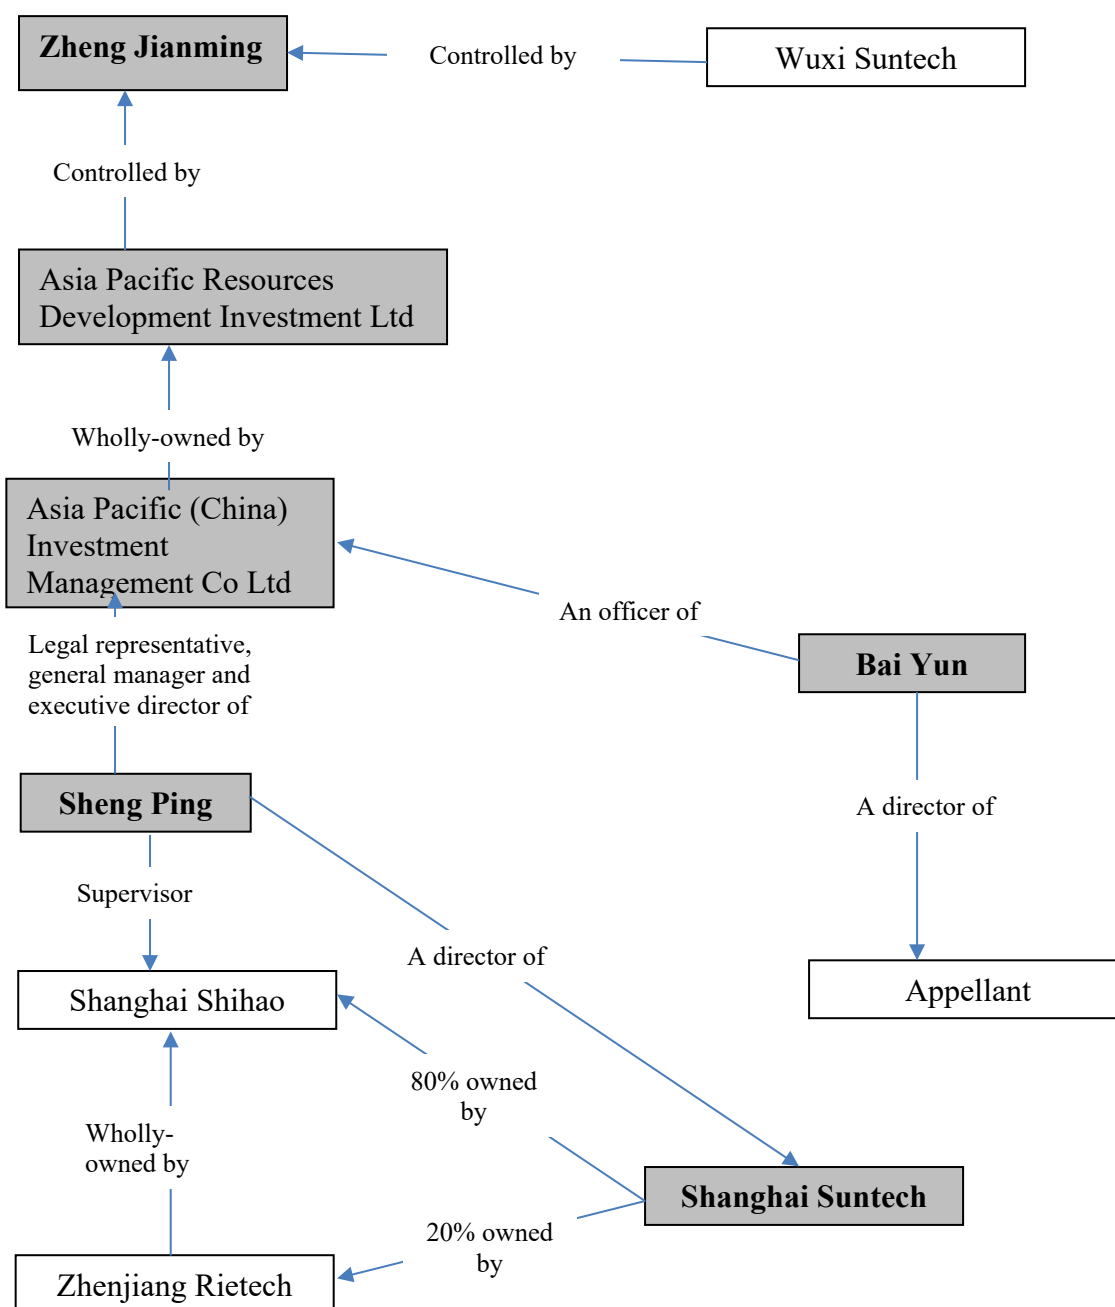 Zheng Jianming
Controlled by
Wuxi Suntech
Controlled by
Asia Pacific Resources
Development Investment Ltd
Wholly-owned by
Asia Pacific (China)
Investment
Management Co Ltd
An officer of
Legal representative,
general manager and
executive director of
Bai Yun
Sheng Ping
A director of
Supervisor
A director of
Shanghai Shihao
Appellant
80% owned
by
Wholly-
owned by
Shanghai Suntech
20% owned
by
Zhenjiang Rietech